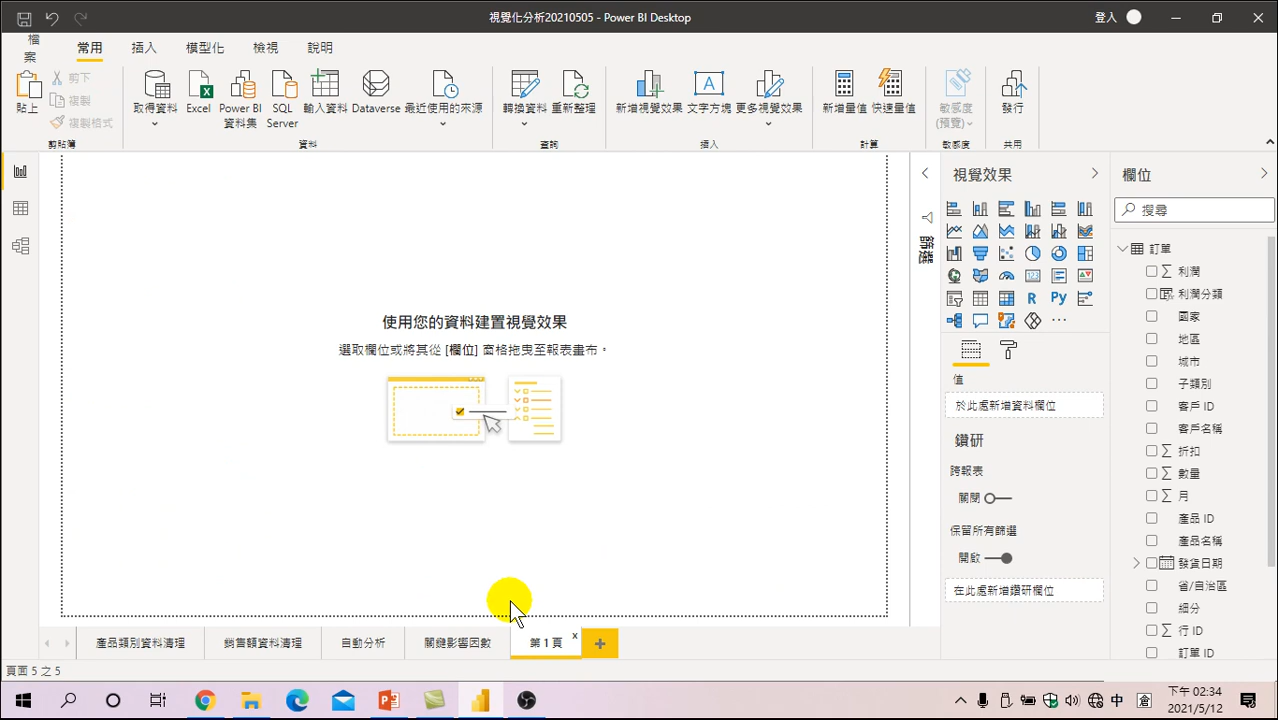 視覺化分析20210505 - Power BI Desktop
登入
檔案
常用
插入
模型化
檢視
說明
貼上
剪下
複製
複製格式
剪貼簿
取得資料
Excel
Power BI 資料集
SQL Server
輸入資料
Dataverse
最近使用的來源
資料
轉換資料
重新整理
查詢
新增視覺效果
文字方塊
更多視覺效果
插入
新增量值
快速量值
計算
敏感度 (預覽)
敏感度
發行
共用
使用您的資料建置視覺效果
選取欄位或將其從 [欄位] 窗格拖曳至報表畫布。
篩選
視覺效果
123
R
Py
值
於此處新增資料欄位
鑽研
跨報表
關閉
保留所有篩選
開啟
在此處新增鑽研欄位
欄位
搜尋
訂單
利潤
利潤分類
國家
地區
城市
子類別
客戶 ID
客戶名稱
折扣
數量
月
產品 ID
產品名稱
發貨日期
省/自治區
細分
行 ID
訂單 ID
產品類別資料清理
銷售額資料清理
自動分析
關鍵影響因數
第 1 頁
頁面 5 之 5
中
倉
下午 02:34
2021/5/12